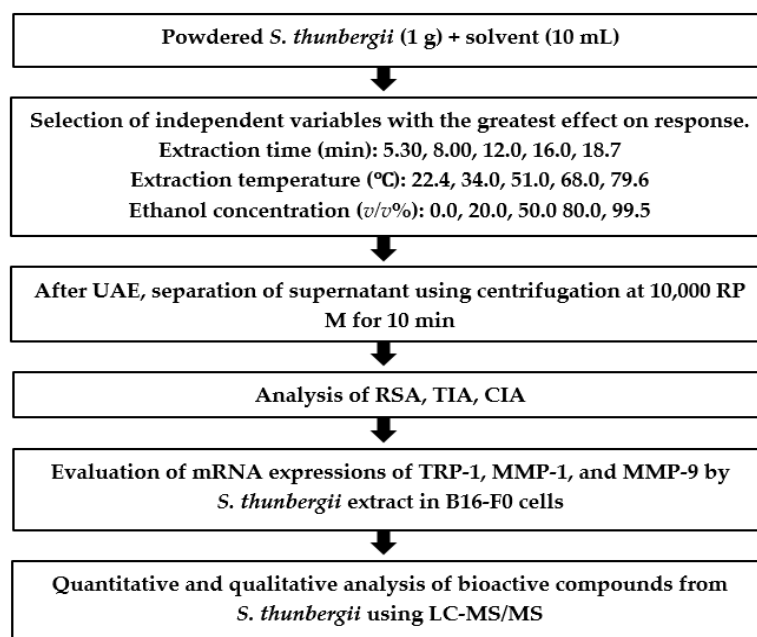 Powdered S. thunbergii (1 g) + solvent (10 mL)
Selection of independent variables with the greatest effect on response.
Extraction time (min): 5.30, 8.00, 12.0, 16.0, 18.7
Extraction temperature (℃): 22.4, 34.0, 51.0, 68.0, 79.6
Ethanol concentration (v/v%): 0.0, 20.0, 50.0 80.0, 99.5
After UAE, separation of supernatant using centrifugation at 10,000 RP
M for 10 min
Analysis of RSA, TIA, CIA
Evaluation of mRNA expressions of TRP-1, MMP-1, and MMP-9 by
S. thunbergii extract in B16-F0 cells
Quantitative and qualitative analysis of bioactive compounds from
S. thunbergii using LC-MS/MS